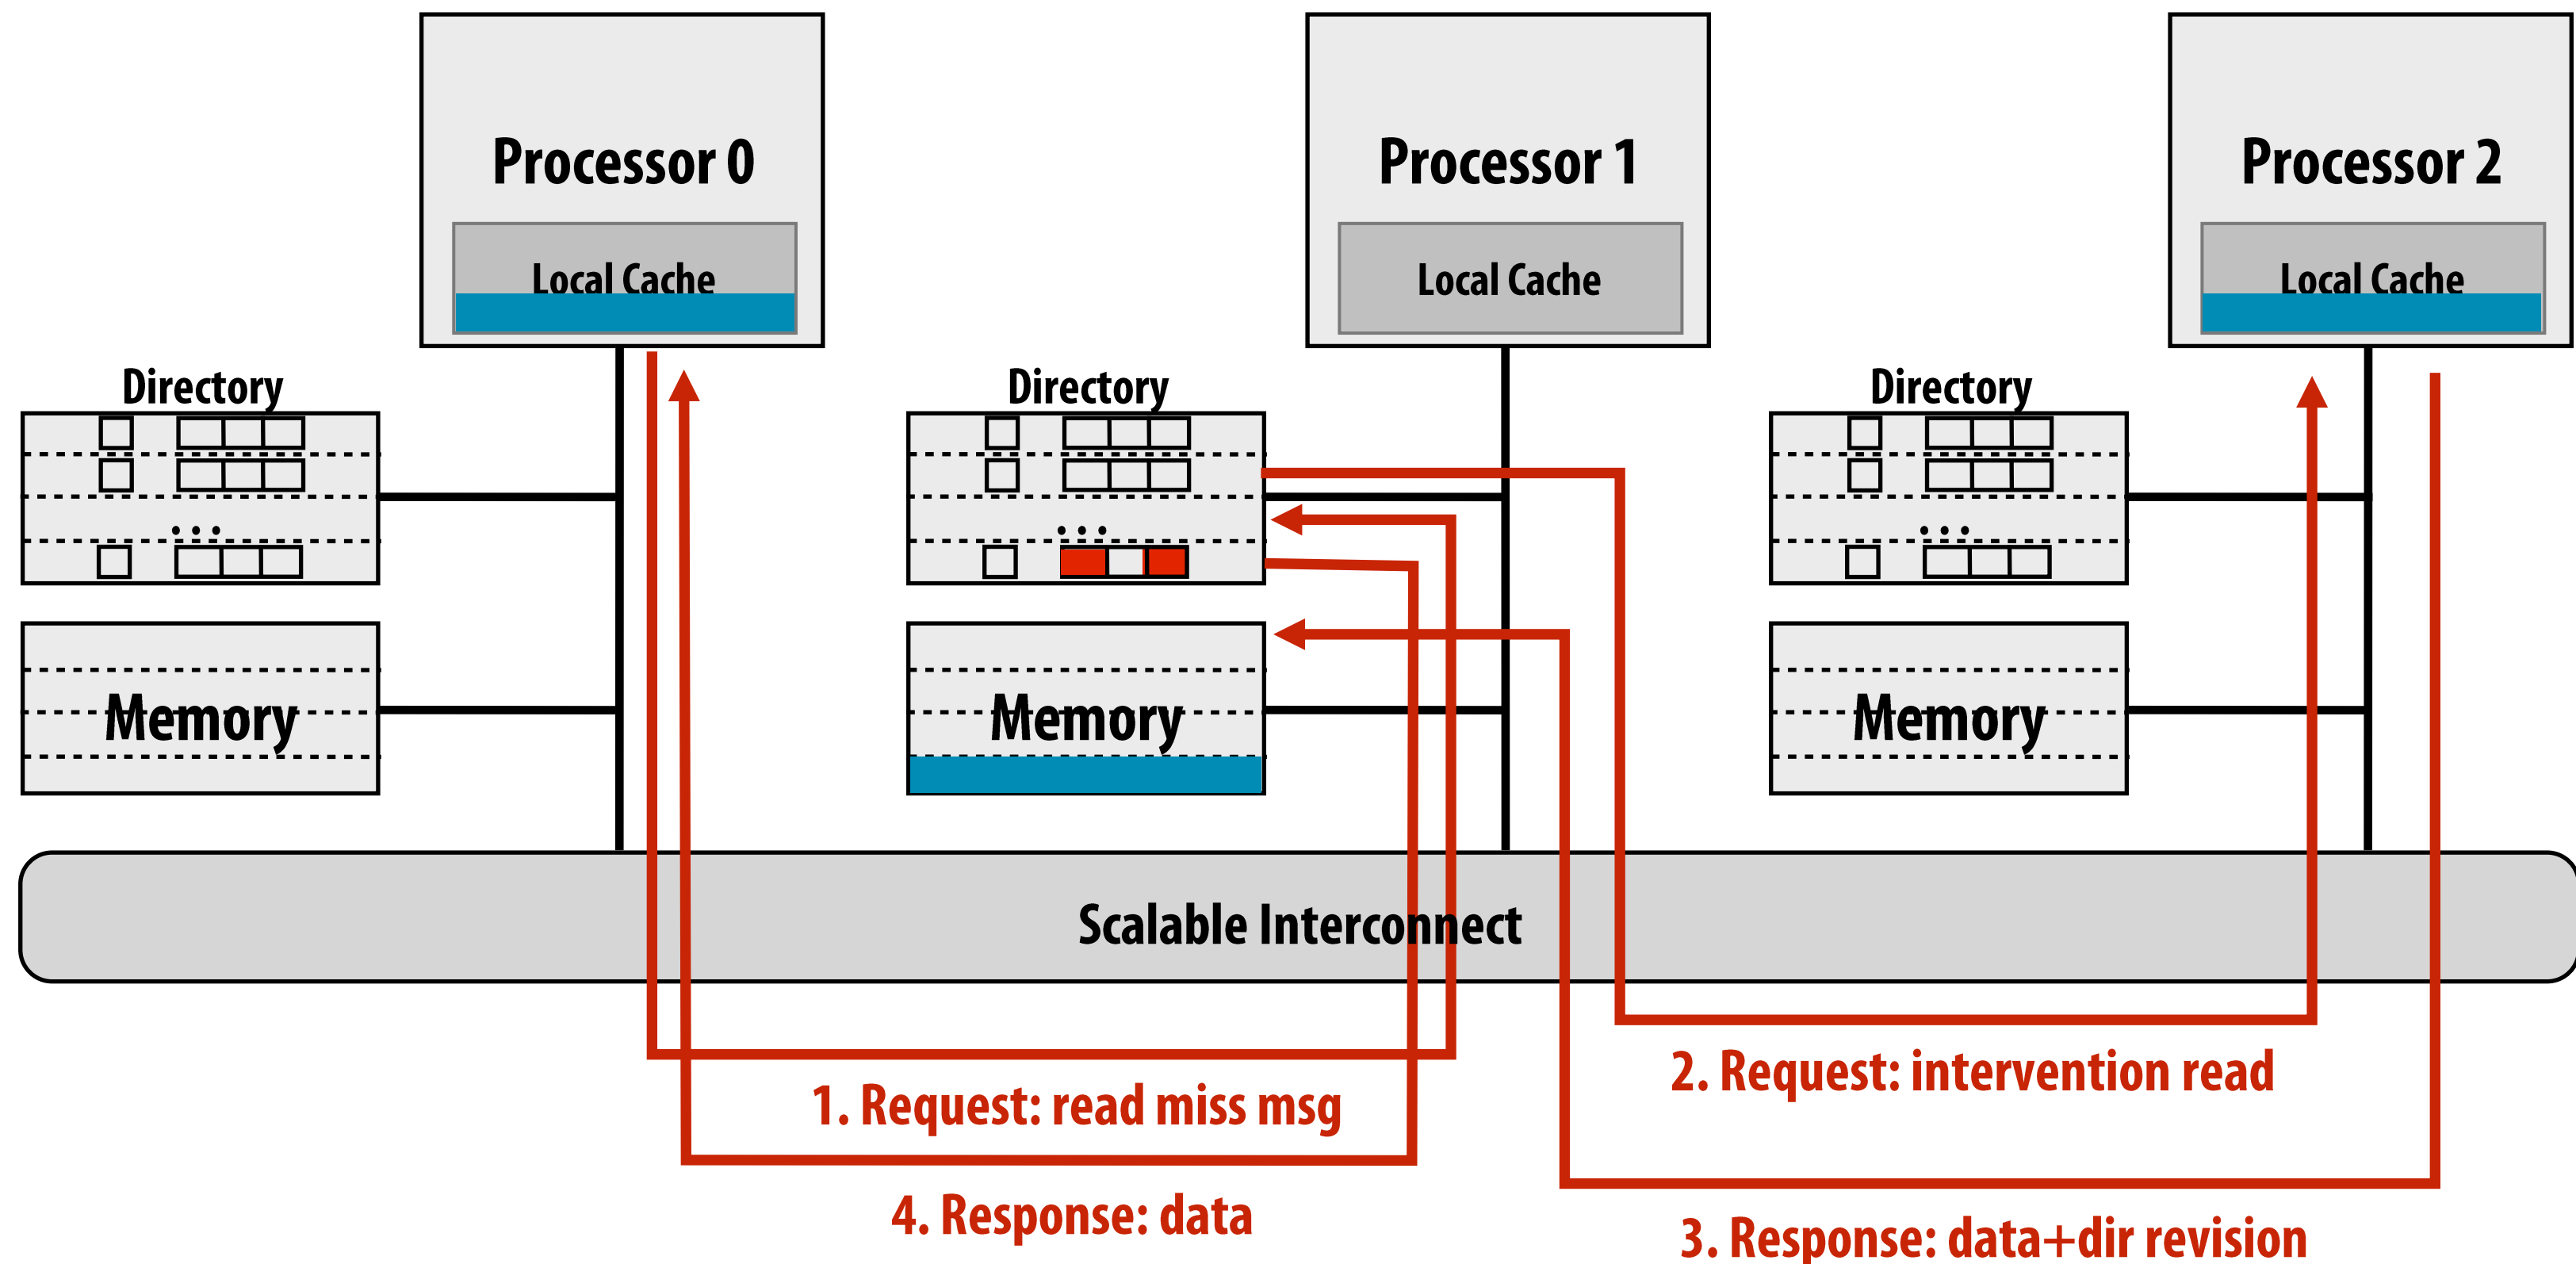 Processor 0
Processor 1
Processor 2
Local Cache
Local Cache
Local Cache
Directory
Directory
Directory
...
...
...
Memory
Memory
Memory
Scalable Interconnect
1. Request: read miss msg
2. Request: intervention read
4. Response: data
3. Response: data+dir revision